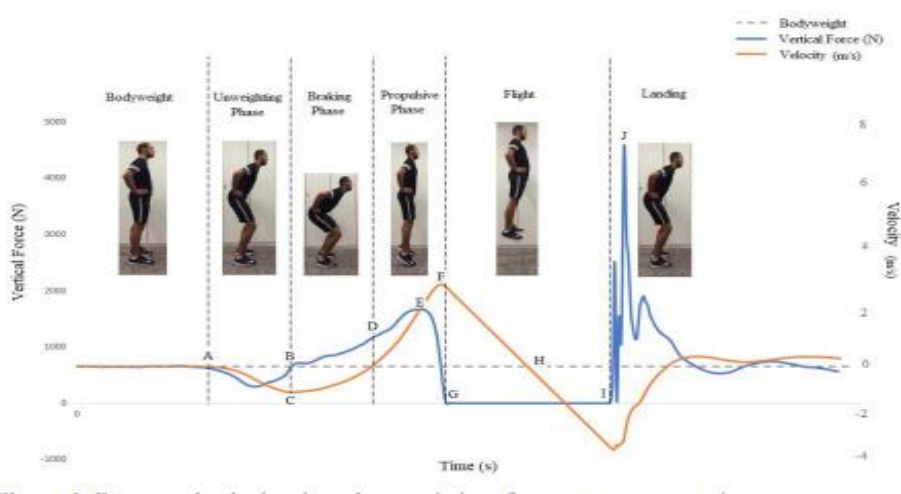 Bodyweight
Vertical Force (N)
Velocity (m/s)
Bodyweight
Unweighting
Phase
Braking
Phase
Propulsive
Phase
Flight
Landing
5000
4000
3000
2000
1000
0
-1000
8
6
4
2
0
-2
-4
Vertical Force (N)
Velocity (m/s)
A
B
C
D
E
F
G
H
I
J
0
Time (s)